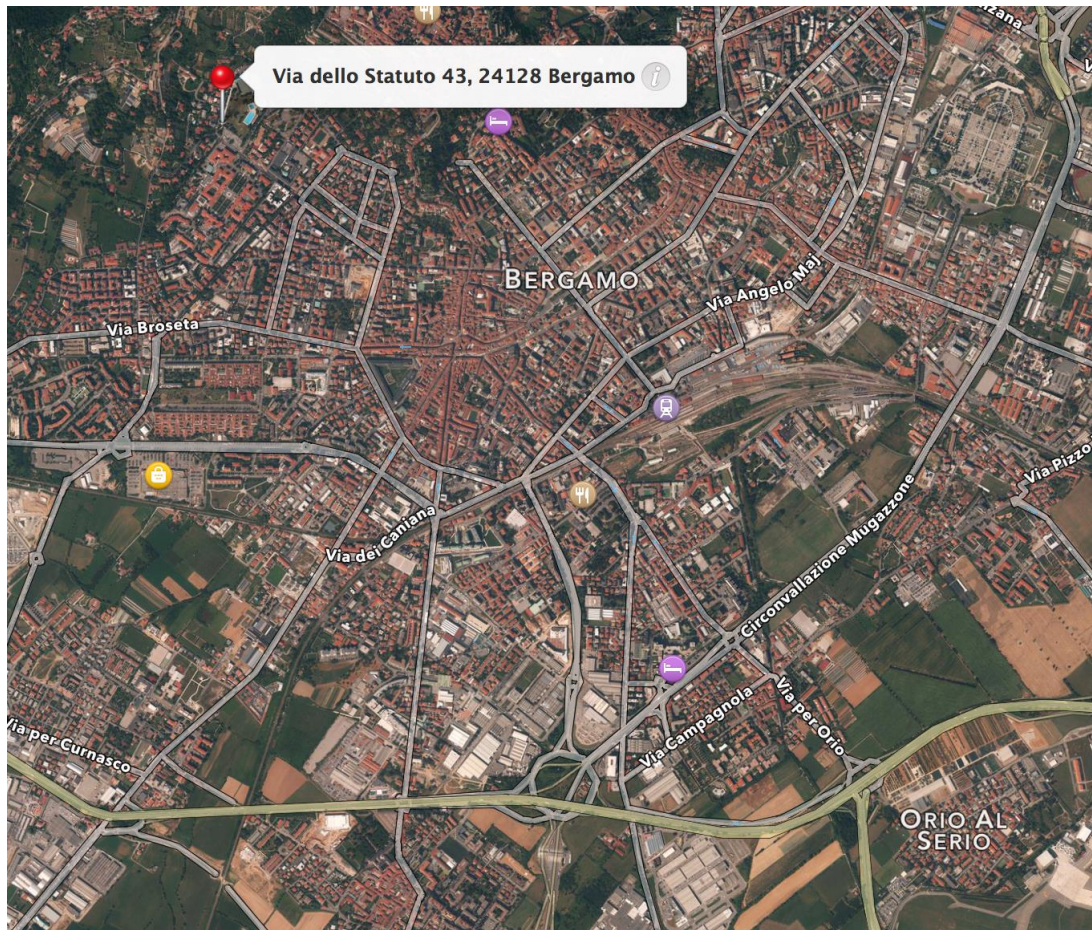 Via dello Statuto 43, 24128 Bergamo
BERGAMO
Via Angelo Maj
Via Broseta
Via Pizzo
Via dei Caniana
Circonvallazione Mugazzone
Via Campagnola
Via per Orio
Via per Curnasco
ORIO AL
SERIO